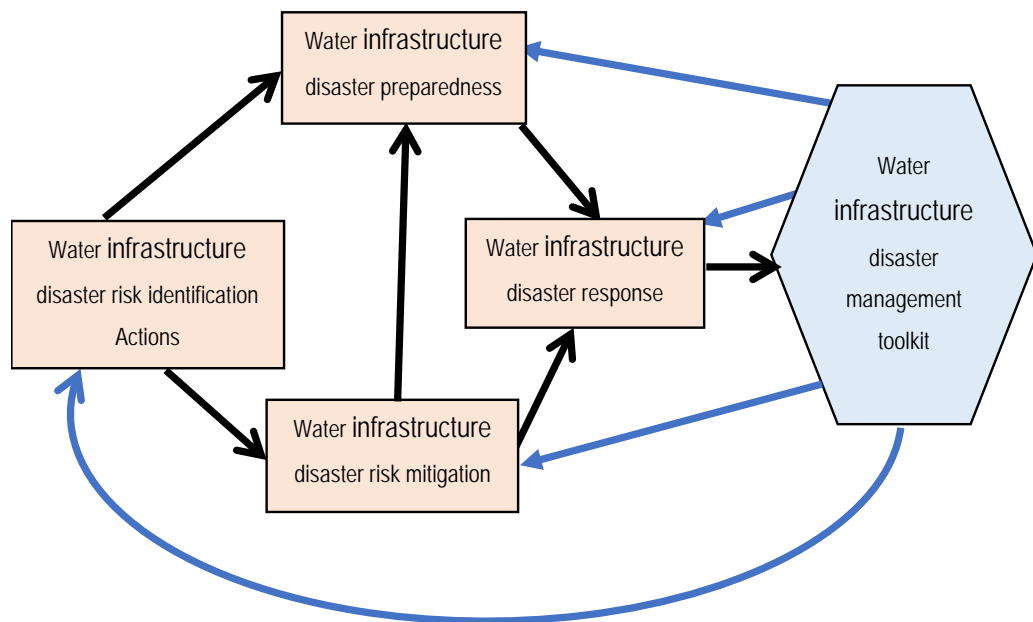 Water infrastructure
disaster preparedness
Water infrastructure
disaster risk identification
Actions
Water infrastructure
disaster response
Water infrastructure
disaster risk mitigation
Water
infrastructure
disaster
management
toolkit